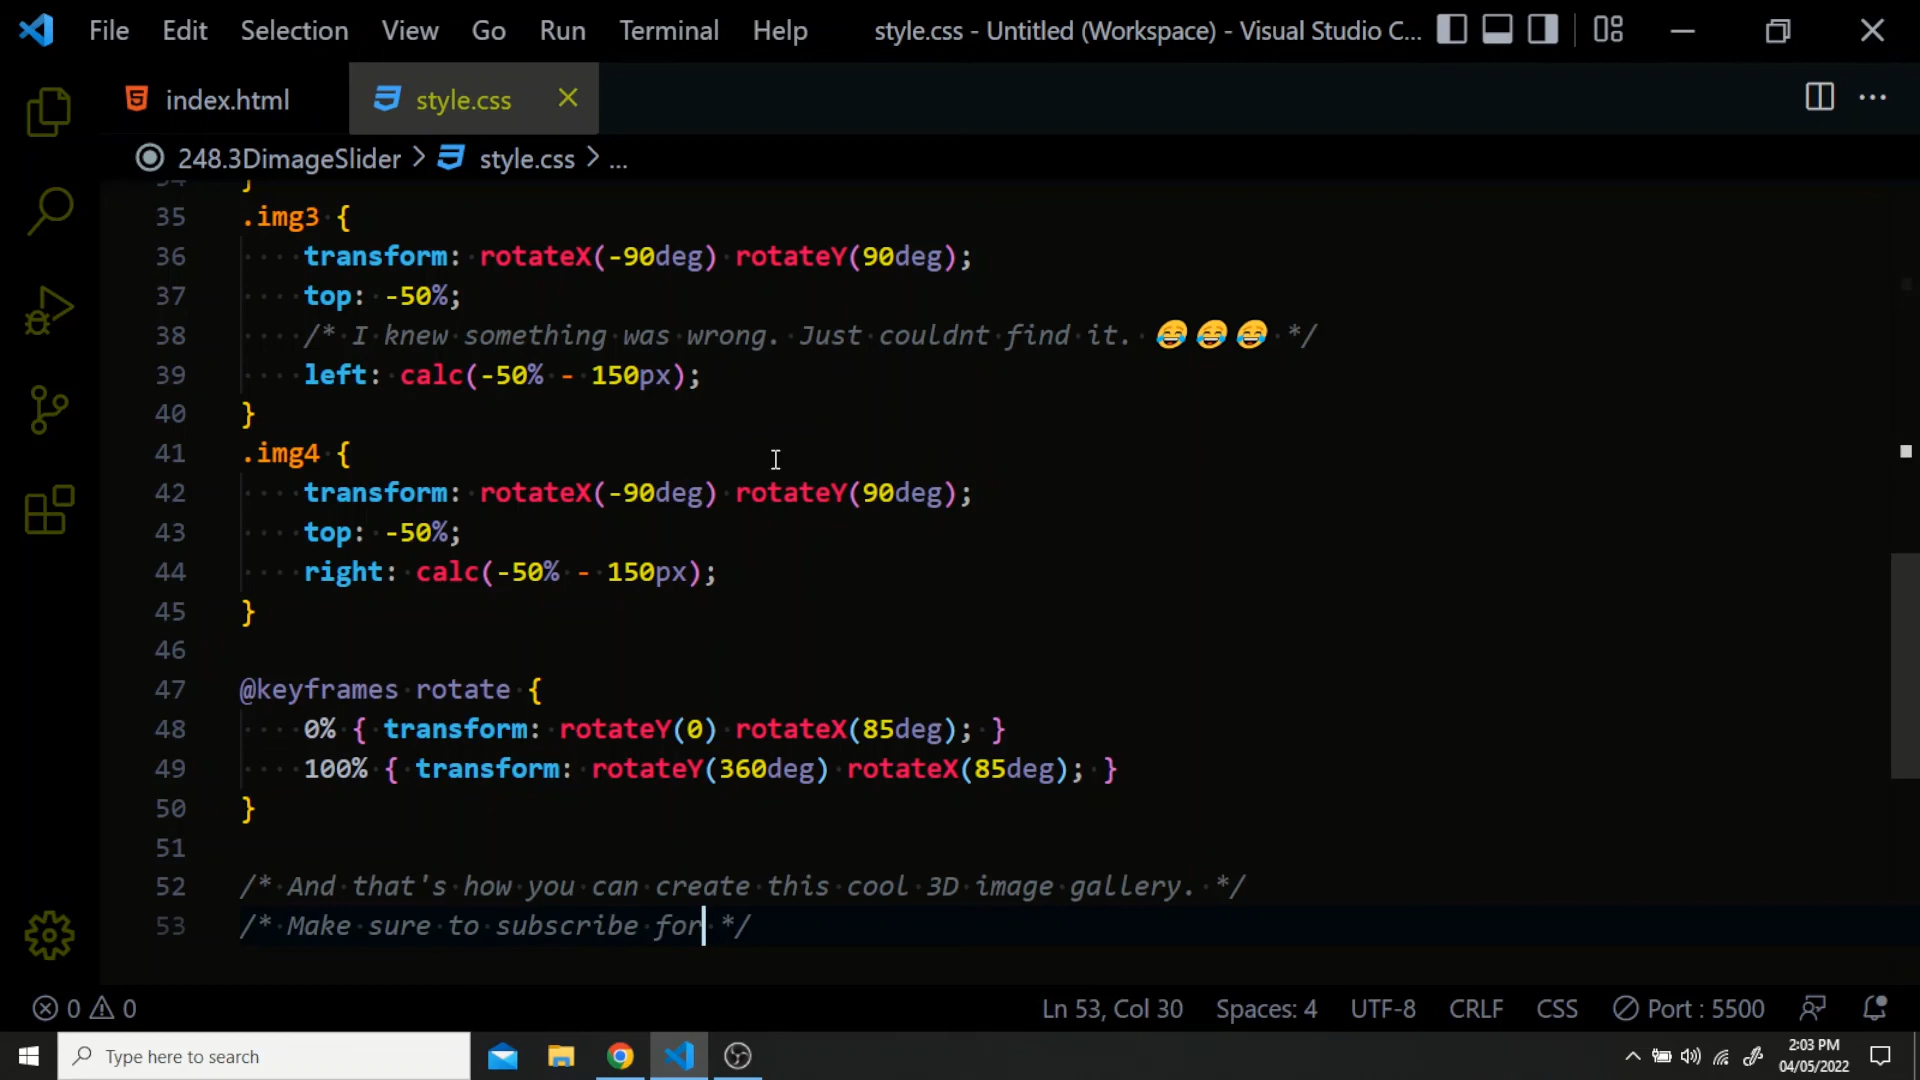 File Edit Selection View Go Run Terminal Help style.css - Untitled (Workspace) - Visual Studio C...
index.html style.css
248.3DimageSlider > style.css > ...
34 }
35 .img3 {
36 transform: rotateX(-90deg) rotateY(90deg);
37 top: -50%;
38 /* I knew something was wrong. Just couldnt find it. 😂😂😂 */
39 left: calc(-50% - 150px);
40 }
41 .img4 {
42 transform: rotateX(-90deg) rotateY(90deg);
43 top: -50%;
44 right: calc(-50% - 150px);
45 }
46
47 @keyframes rotate {
48 0% { transform: rotateY(0) rotateX(85deg); }
49 100% { transform: rotateY(360deg) rotateX(85deg); }
50 }
51
52 /* And that's how you can create this cool 3D image gallery. */
53 /* Make sure to subscribe for */
0 0 Ln 53, Col 30 Spaces: 4 UTF-8 CRLF CSS Port : 5500
Type here to search
2:03 PM
04/05/2022